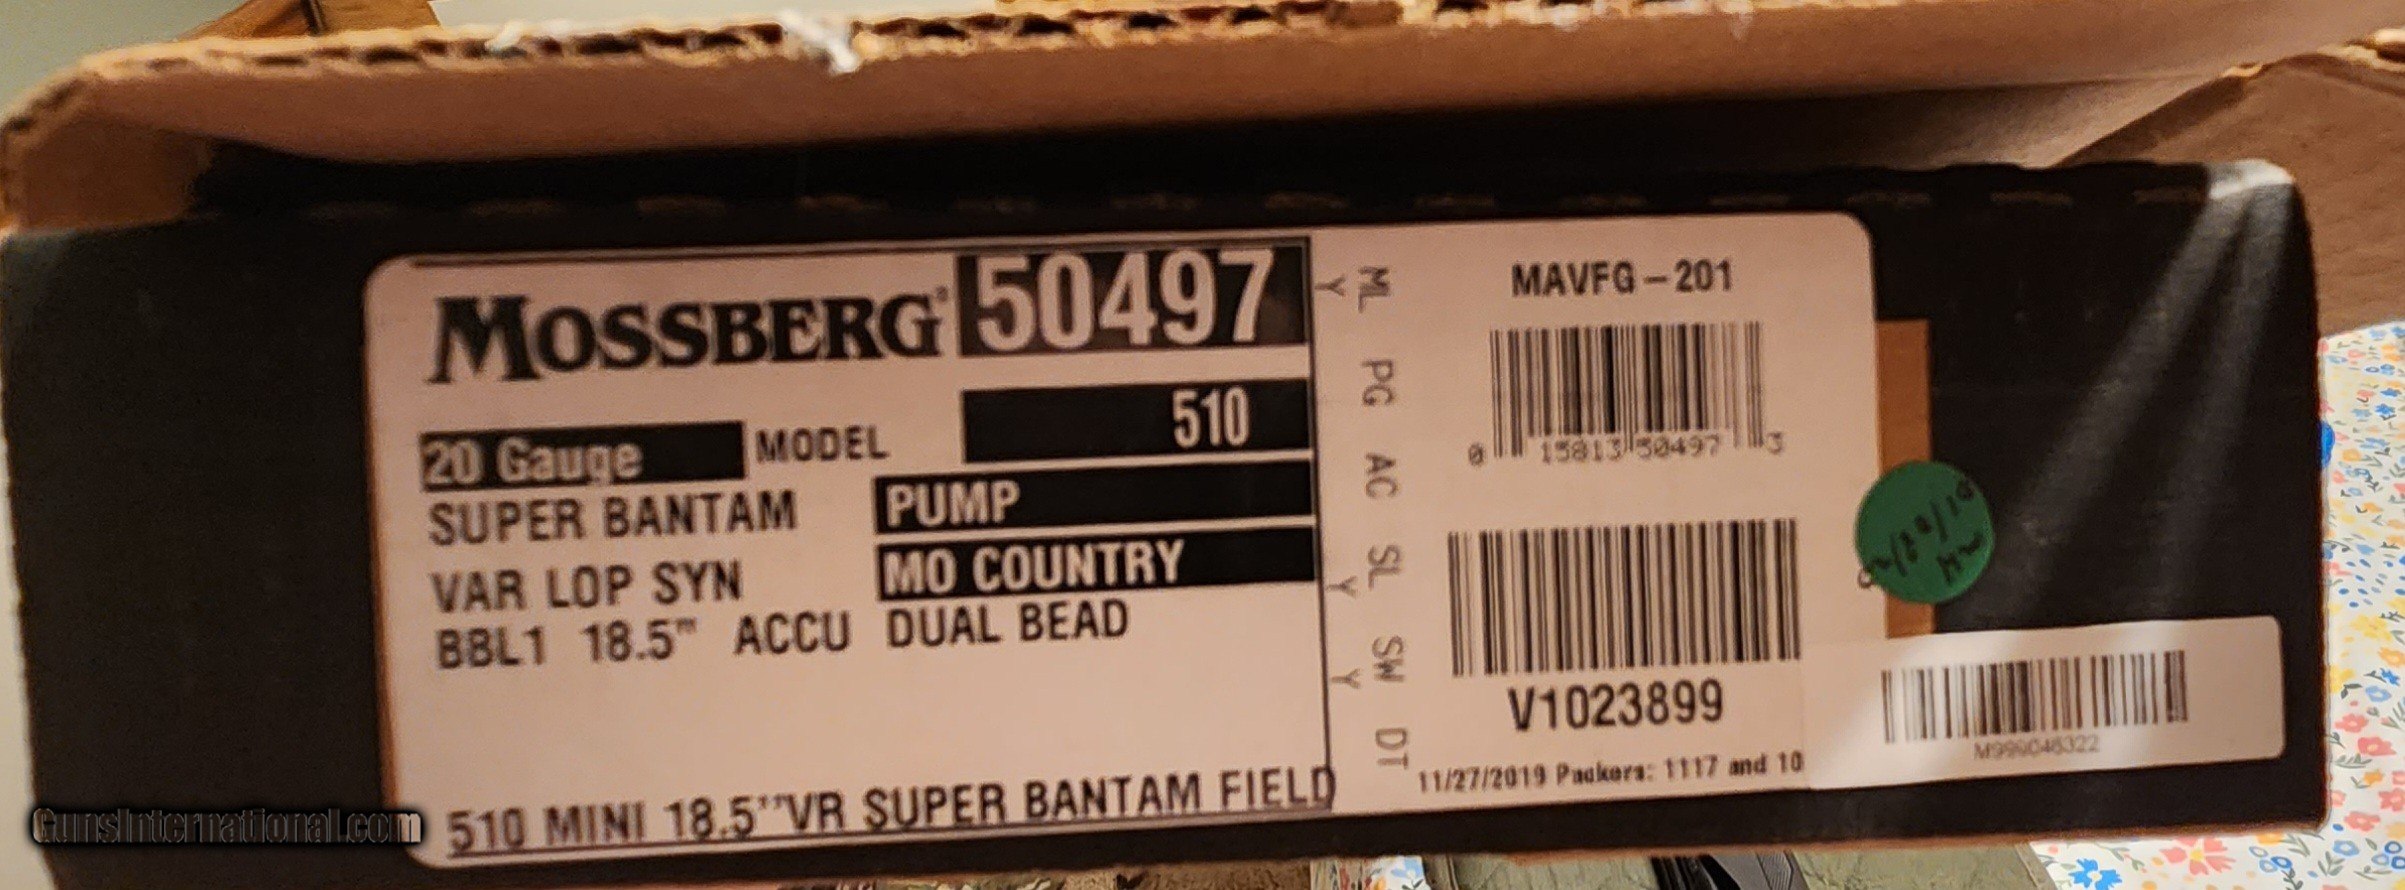 MOSSBERG® 50497
20 Gauge MODEL 510
SUPER BANTAM PUMP
VAR LOP SYN MO COUNTRY
BBL1 18.5" ACCU DUAL BEAD
510 MINI 18.5"VR SUPER BANTAM FIELD
ML PG AC SL SW DT
Y Y Y
MAVFG-201
0 15813 50497 3
V1023899
11/27/2019 Packers: 1117 and 10
M990046322
GunsInternational.com